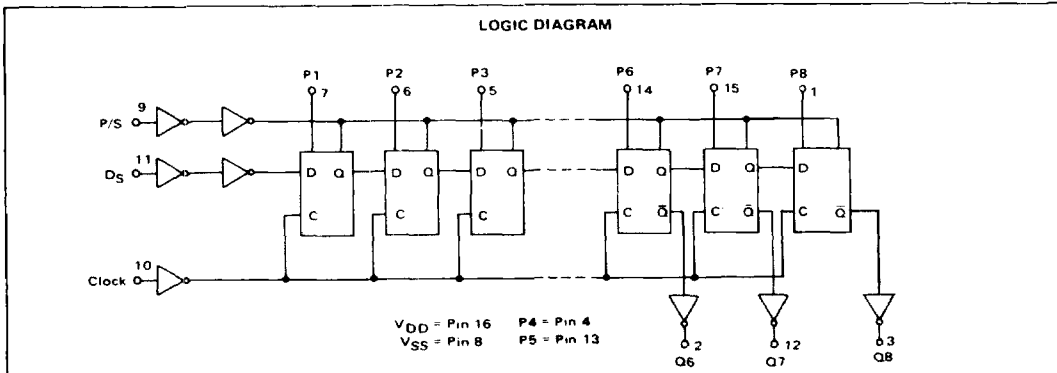 LOGIC DIAGRAM
P1 P2 P3 P6 P7 P8
7 6 5 14 15 1
9
P/S
11
DS
D Q D Q D Q D Q̅ D Q D
C C C C Q̅ C Q̅ C Q̅
10
Clock
VDD = Pin 16 P4 = Pin 4
VSS = Pin 8 P5 = Pin 13
2 12 3
Q6 Q7 Q8